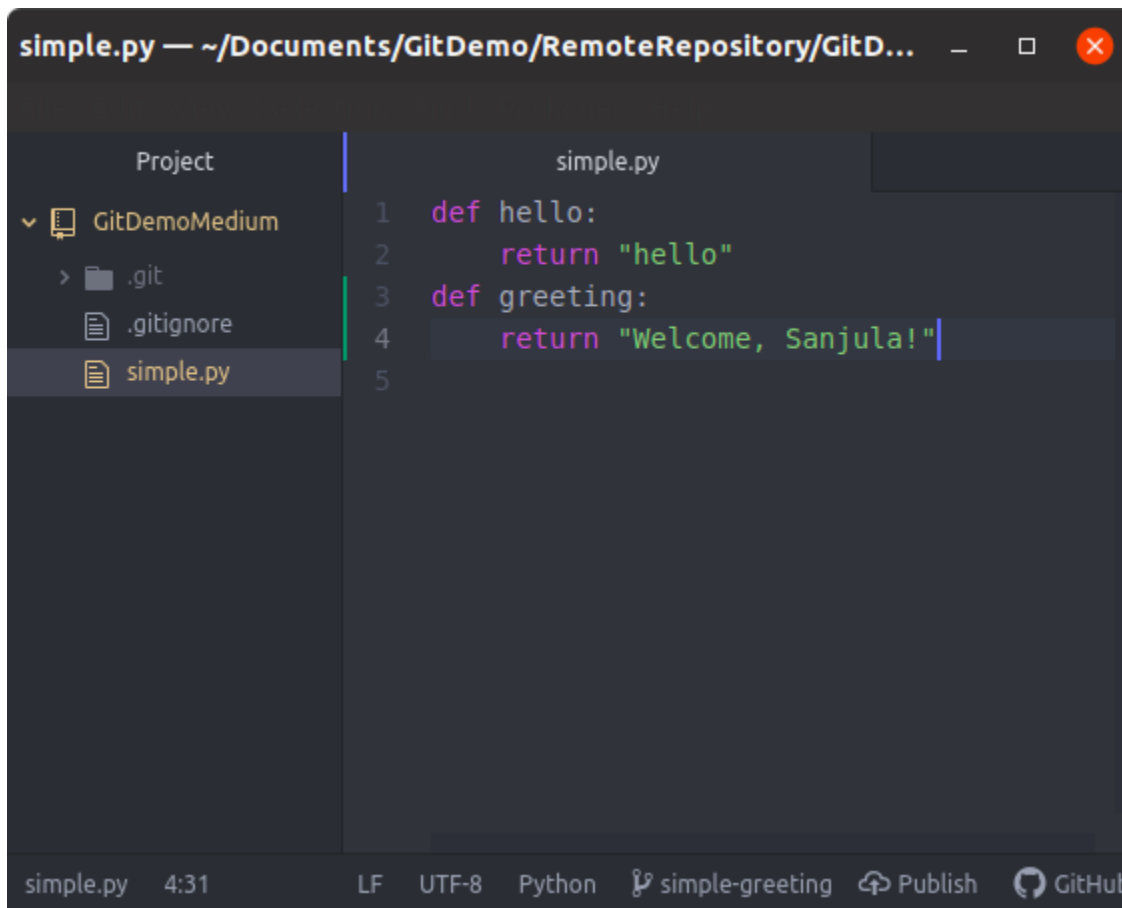 simple.py — ~/Documents/GitDemo/RemoteRepository/GitD...
Project
simple.py
GitDemoMedium
.git
.gitignore
simple.py
1 def hello:
2     return "hello"
3 def greeting:
4     return "Welcome, Sanjula!"
5
simple.py 4:31 LF UTF-8 Python simple-greeting Publish GitHub